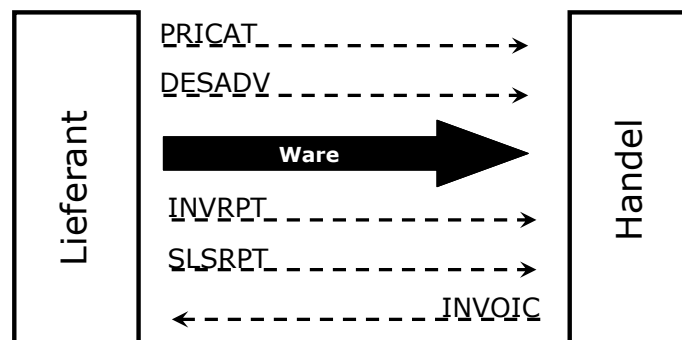 PRICAT
DESADV
Lieferant
Ware
Handel
INVRPT
SLSRPT
INVOIC